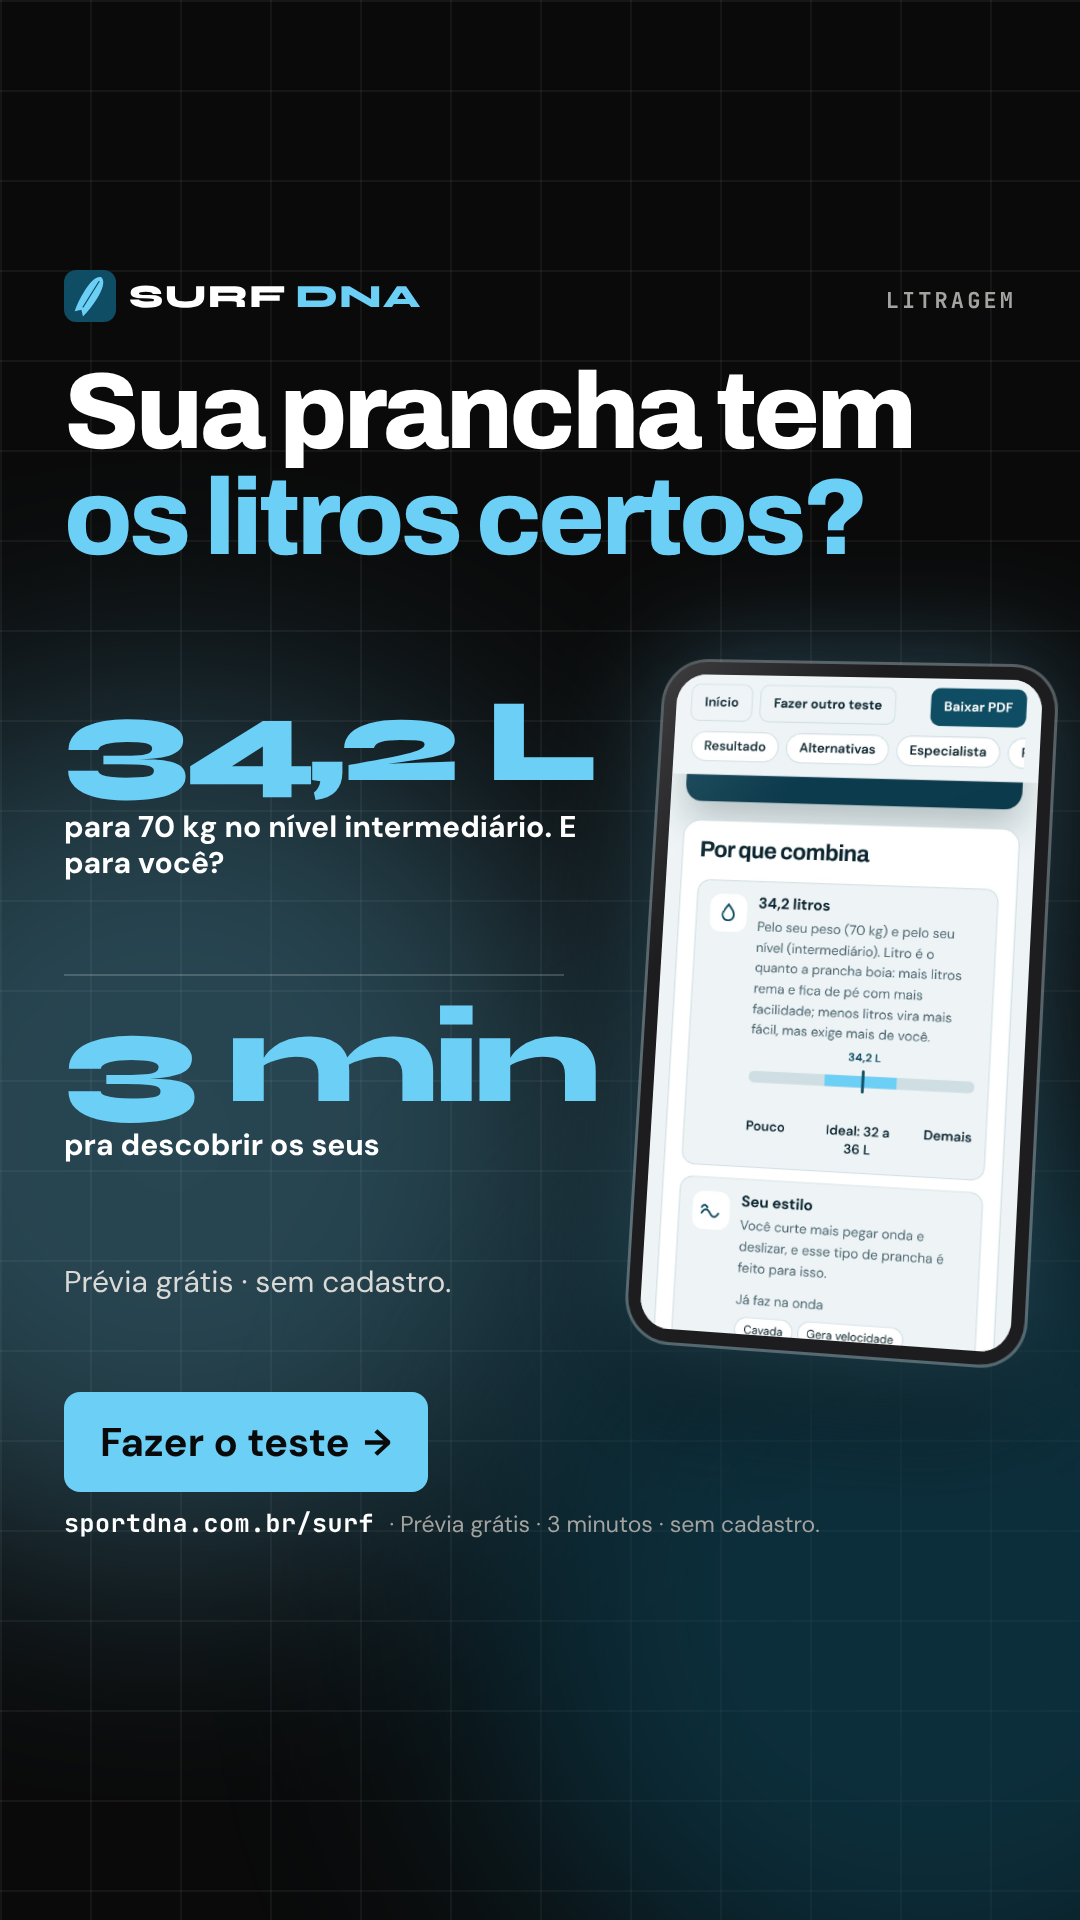 SURF DNA
LITRAGEM
Sua prancha tem
os litros certos?
34,2 L
para 70 kg no nível intermediário. E
para você?
3 min
pra descobrir os seus
Prévia grátis · sem cadastro.
Fazer o teste →
sportdna.com.br/surf · Prévia grátis · 3 minutos · sem cadastro.
Início
Fazer outro teste
Baixar PDF
Resultado
Alternativas
Especialista
Por que combina
34,2 litros
Pelo seu peso (70 kg) e pelo seu
nível (intermediário). Litro é o
quanto a prancha boia: mais litros
rema e fica de pé com mais
facilidade; menos litros vira mais
fácil, mas exige mais de você.
34,2 L
Pouco
Ideal: 32 a
36 L
Demais
Seu estilo
Você curte mais pegar onda e
deslizar, e esse tipo de prancha é
feito para isso.
Já faz na onda
Cavada
Gera velocidade